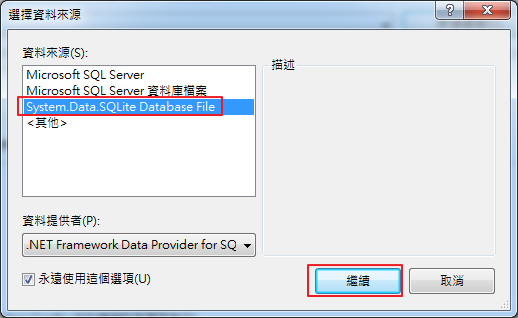 選擇資料來源
資料來源(S):
描述
Microsoft SQL Server
Microsoft SQL Server 資料庫檔案
System.Data.SQLite Database File
<其他>
資料提供者(P):
.NET Framework Data Provider for SQ
永遠使用這個選項(U)
繼續
取消